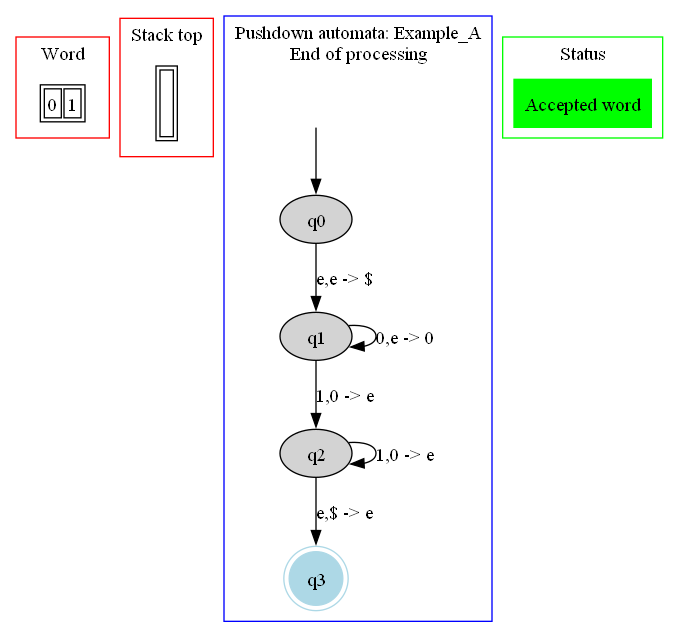 Word
0 1
Stack top
Pushdown automata: Example_A
End of processing
q0
e,e -> $
q1
0,e -> 0
1,0 -> e
q2
1,0 -> e
e,$ -> e
q3
Status
Accepted word